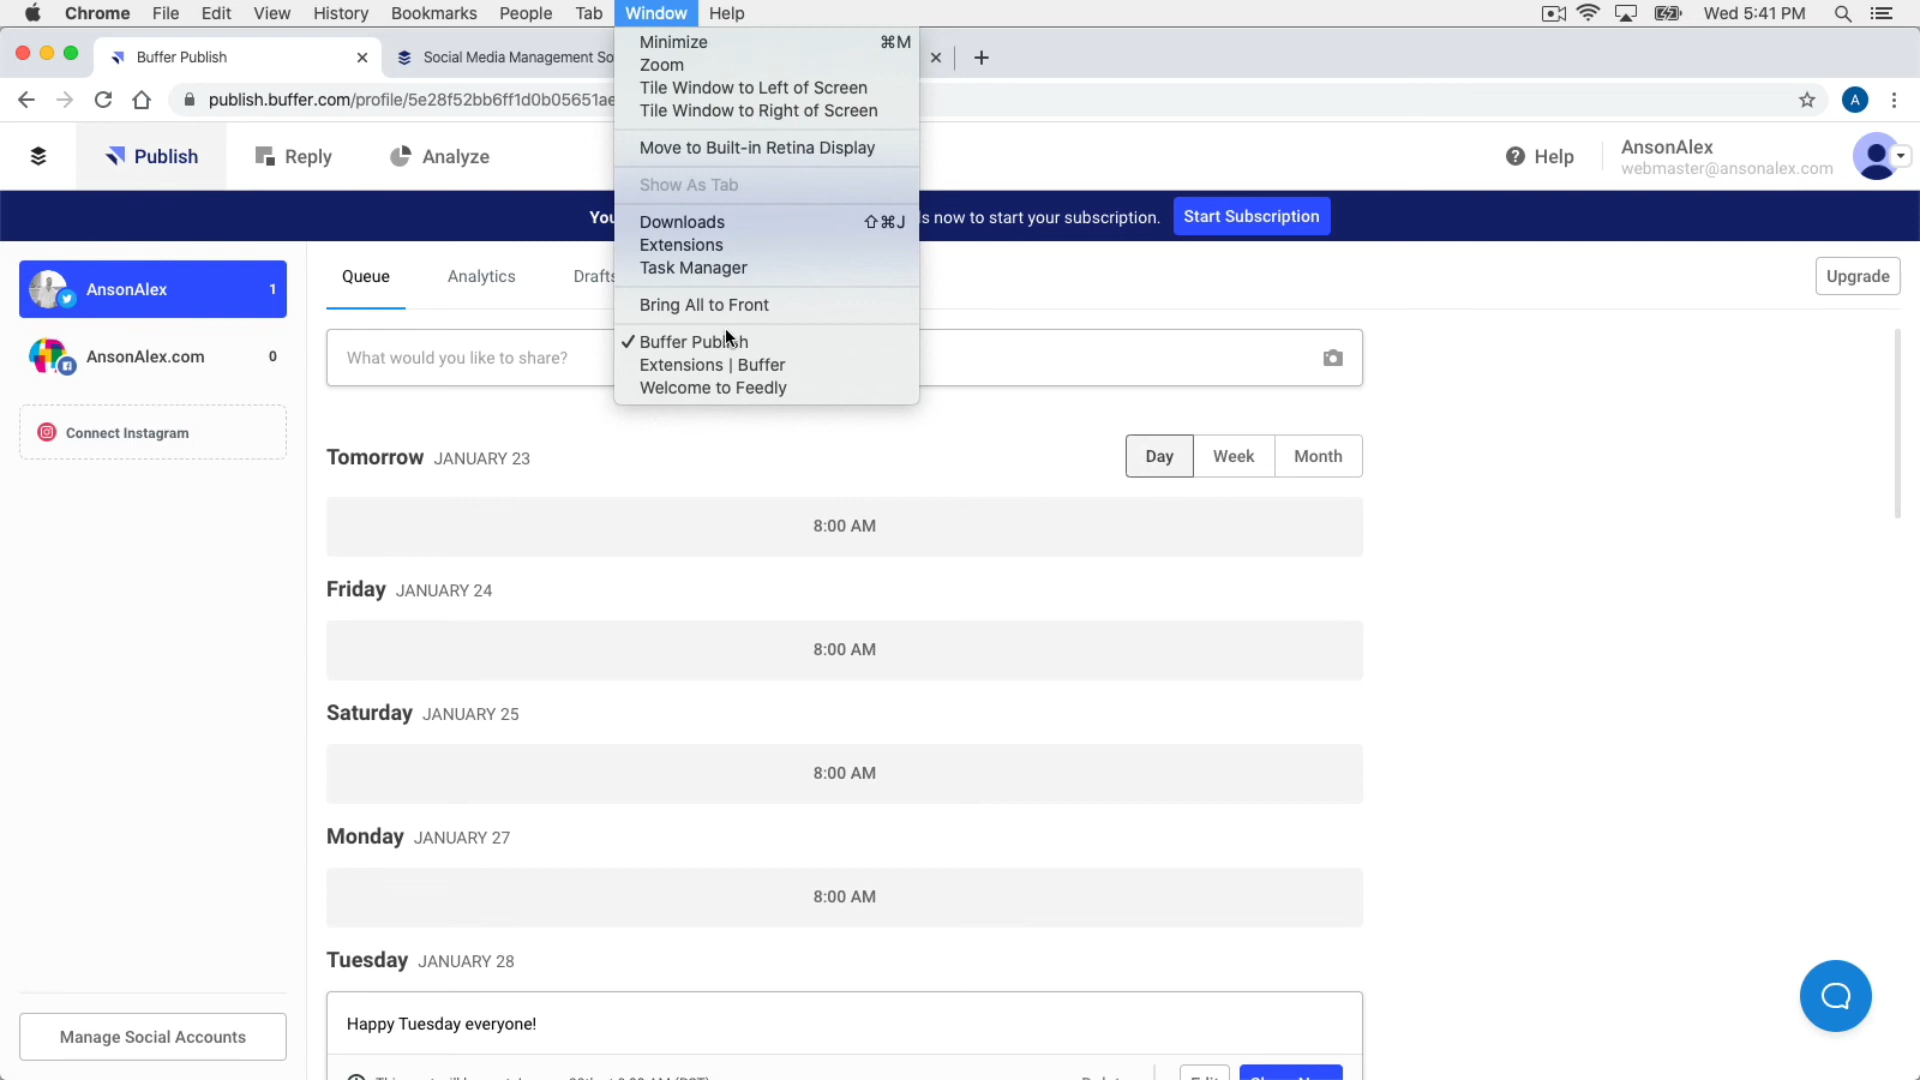 Chrome File Edit View History Bookmarks People Tab Window Help Wed 5:41 PM
Buffer Publish
Social Media Management So
publish.buffer.com/profile/5e28f52bb6ff1d0b05651ae
A
Minimize ⌘M
Zoom
Tile Window to Left of Screen
Tile Window to Right of Screen
Move to Built-in Retina Display
Show As Tab
Downloads ⇧⌘J
Extensions
Task Manager
Bring All to Front
✓ Buffer Publish
Extensions | Buffer
Welcome to Feedly
Publish Reply Analyze
Help
AnsonAlex
webmaster@ansonalex.com
You
s now to start your subscription. Start Subscription
AnsonAlex 1
AnsonAlex.com 0
Connect Instagram
Manage Social Accounts
Queue Analytics Drafts
Upgrade
What would you like to share?
Tomorrow JANUARY 23
Day Week Month
8:00 AM
Friday JANUARY 24
8:00 AM
Saturday JANUARY 25
8:00 AM
Monday JANUARY 27
8:00 AM
Tuesday JANUARY 28
Happy Tuesday everyone!